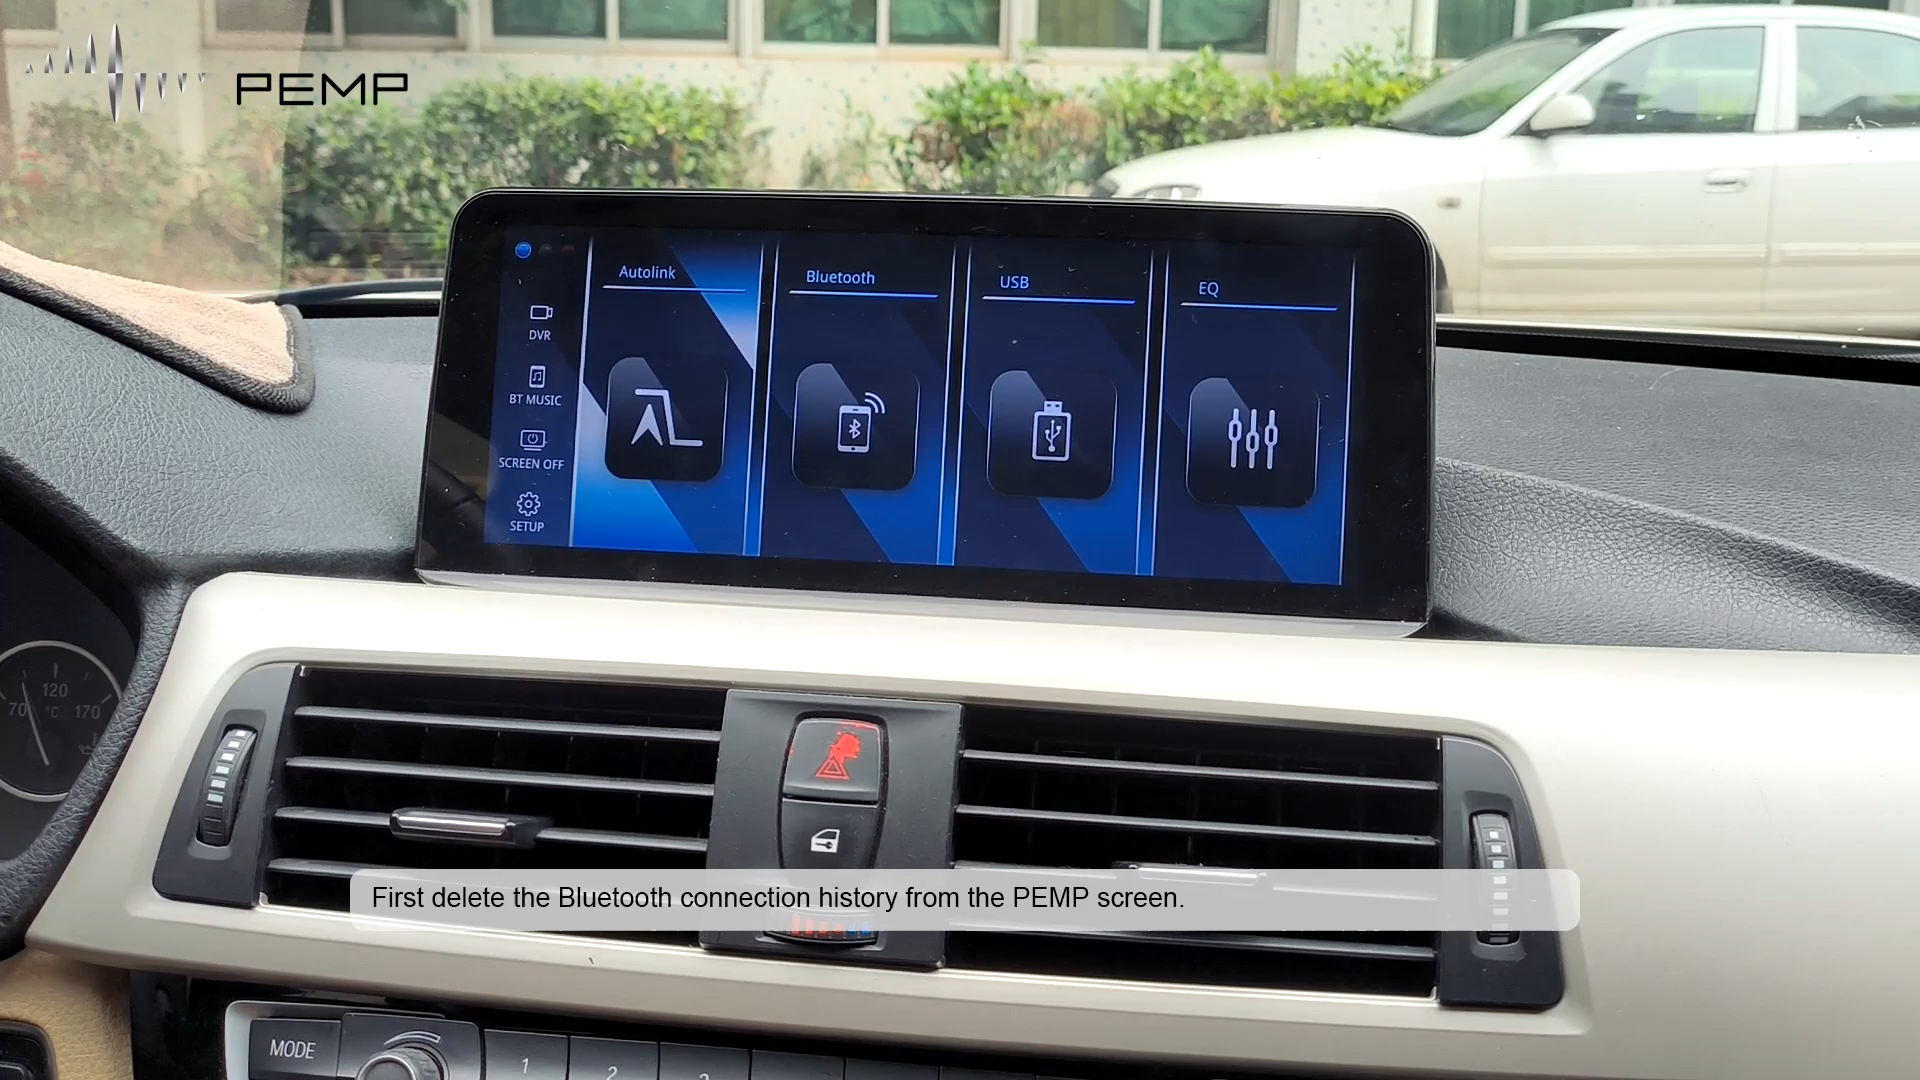 PEMP
Autolink
Bluetooth
USB
EQ
DVR
BT MUSIC
SCREEN OFF
SETUP
120
70 °C 170
First delete the Bluetooth connection history from the PEMP screen.
MODE
1
2